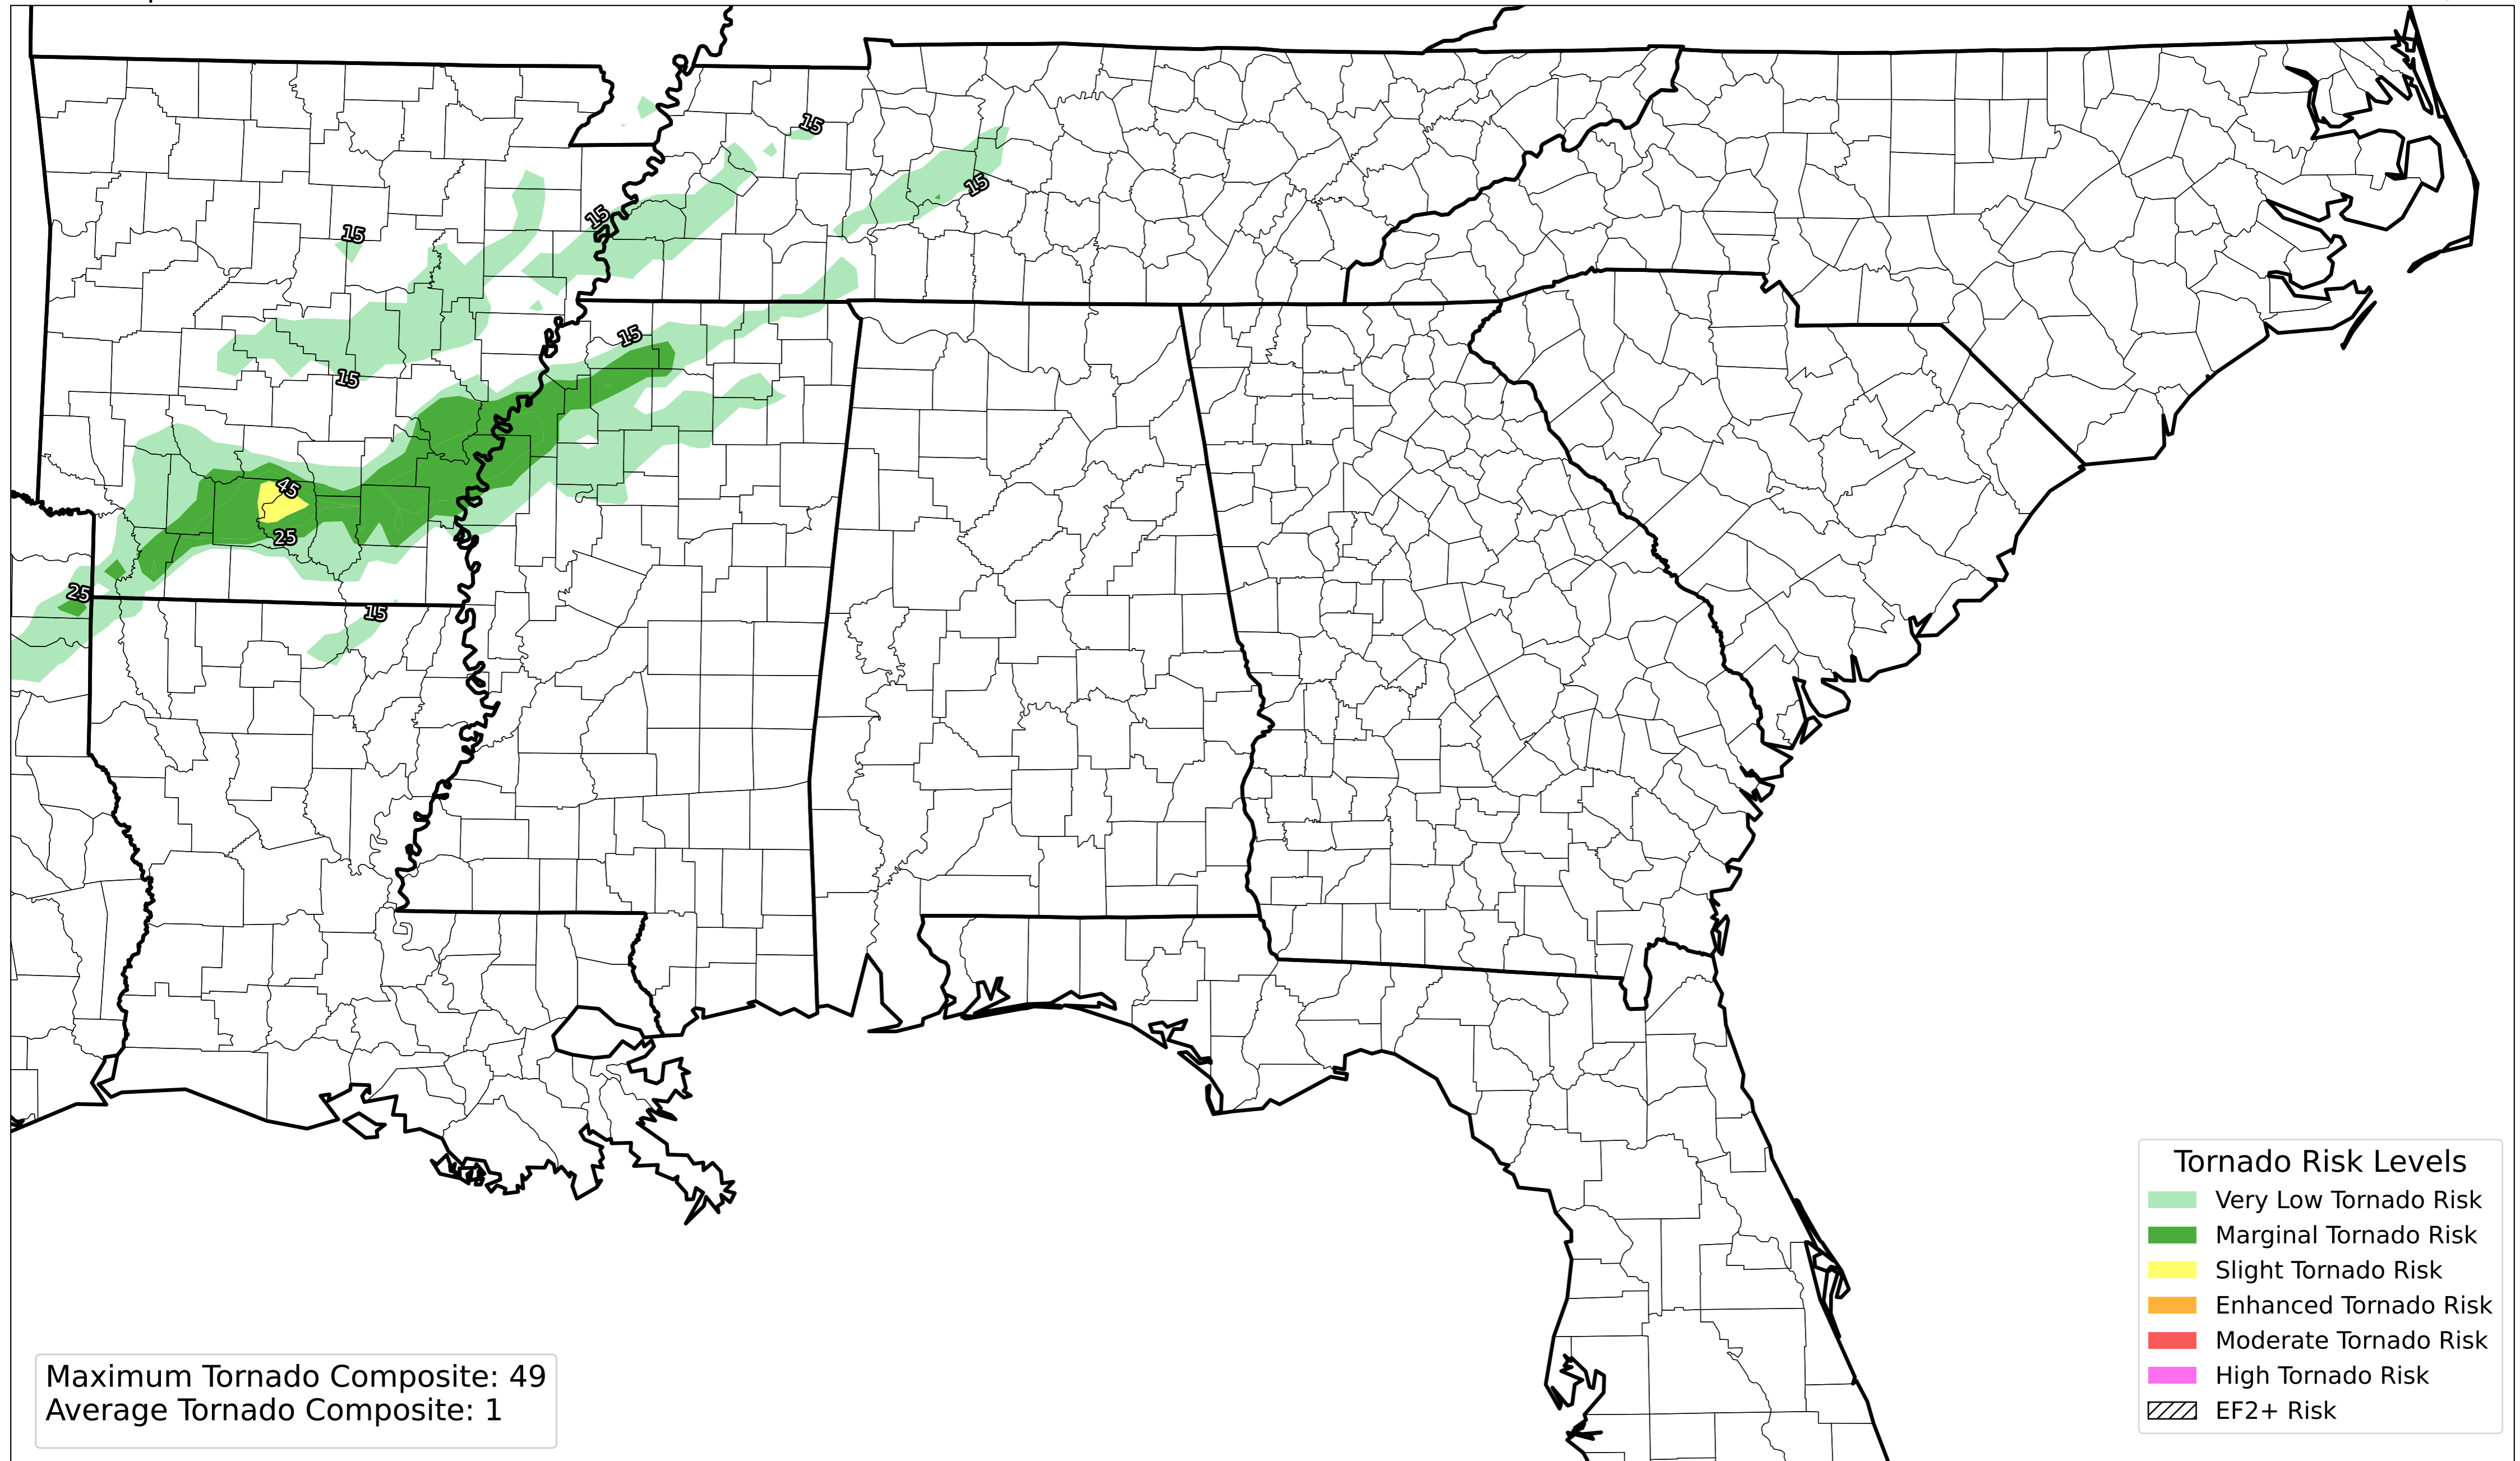 15
15
15
15
15
15
45
25
25
15
Tornado Risk Levels
Very Low Tornado Risk
Marginal Tornado Risk
Slight Tornado Risk
Enhanced Tornado Risk
Moderate Tornado Risk
High Tornado Risk
EF2+ Risk
Maximum Tornado Composite: 49
Average Tornado Composite: 1